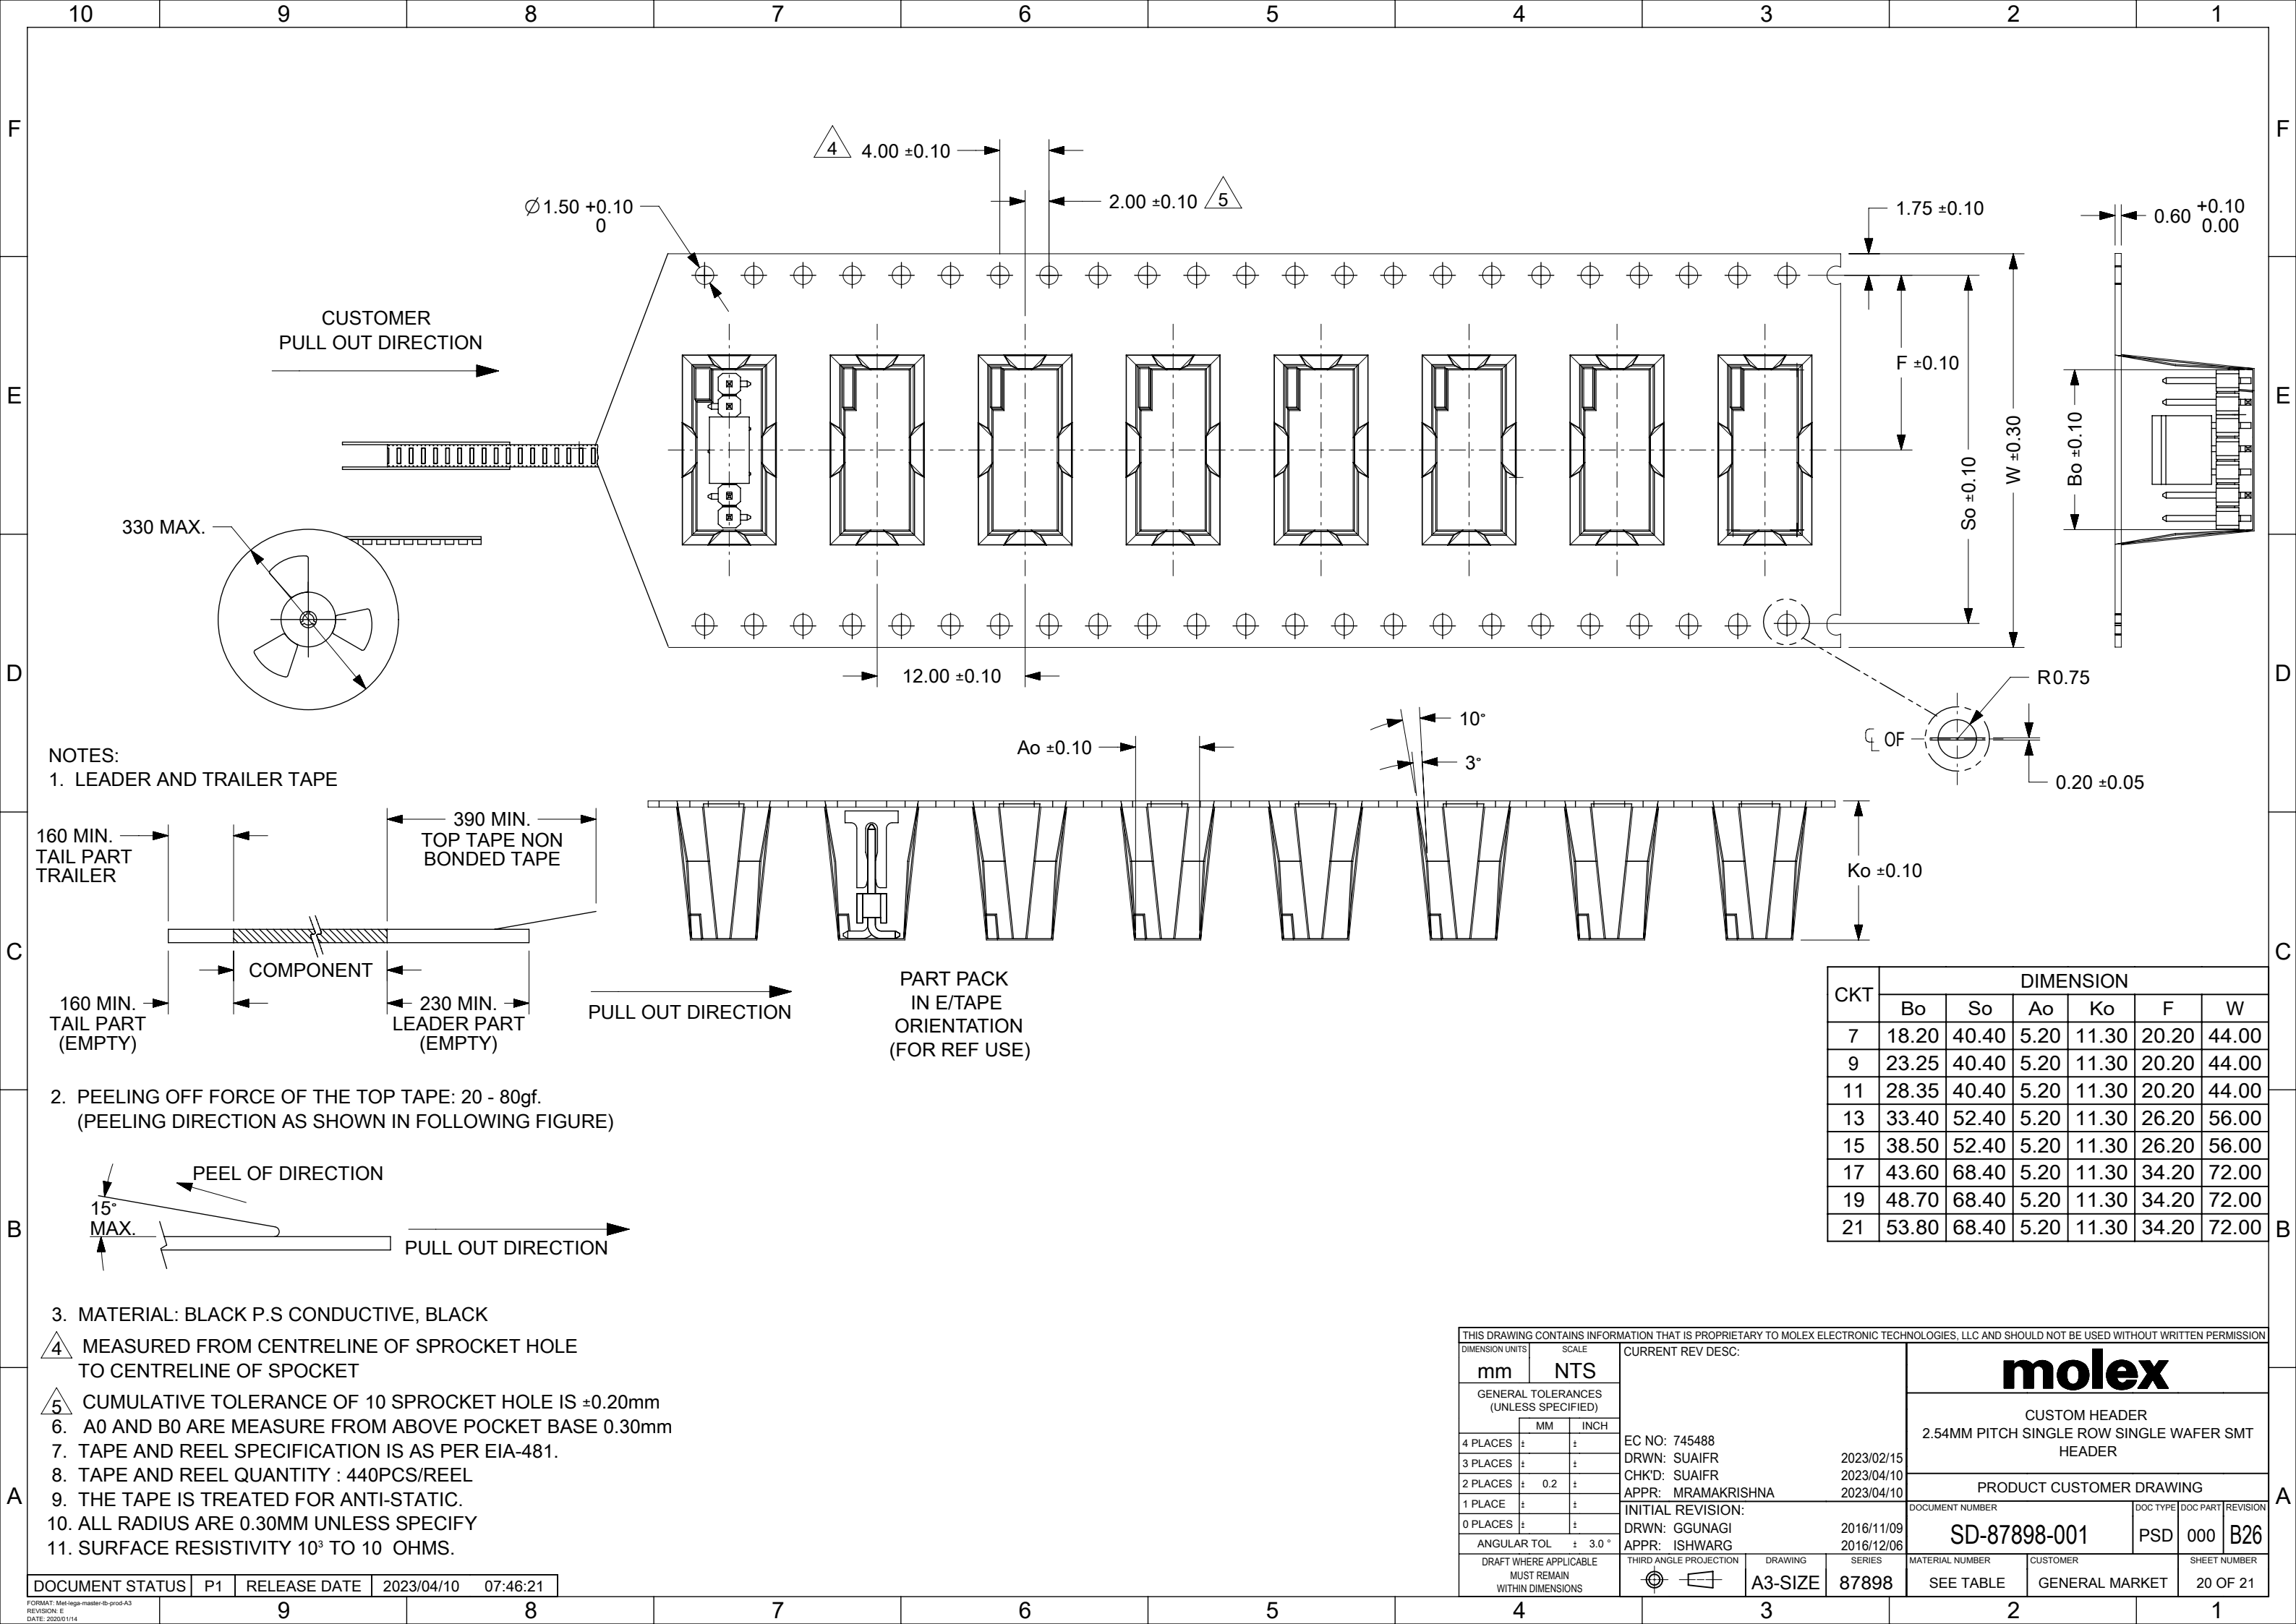 10 9 8 7 6 5 4 3 2 1
F
F
4 4.00 ±0.10
2.00 ±0.10 5
⌀1.50 +0.10
0
1.75 ±0.10
0.60 +0.10
0.00
CUSTOMER
PULL OUT DIRECTION
F ±0.10
So ±0.10
W ±0.30
Bo ±0.10
E
E
330 MAX.
12.00 ±0.10
D
D
R0.75
℄ OF
0.20 ±0.05
NOTES:
1. LEADER AND TRAILER TAPE
160 MIN.
TAIL PART
TRAILER
390 MIN.
TOP TAPE NON
BONDED TAPE
COMPONENT
160 MIN.
TAIL PART
(EMPTY)
230 MIN.
LEADER PART
(EMPTY)
Ao ±0.10
10°
3°
Ko ±0.10
C
C
PULL OUT DIRECTION
PART PACK
IN E/TAPE
ORIENTATION
(FOR REF USE)
CKT DIMENSION
Bo So Ao Ko F W
7 18.20 40.40 5.20 11.30 20.20 44.00
9 23.25 40.40 5.20 11.30 20.20 44.00
11 28.35 40.40 5.20 11.30 20.20 44.00
13 33.40 52.40 5.20 11.30 26.20 56.00
15 38.50 52.40 5.20 11.30 26.20 56.00
17 43.60 68.40 5.20 11.30 34.20 72.00
19 48.70 68.40 5.20 11.30 34.20 72.00
21 53.80 68.40 5.20 11.30 34.20 72.00
2. PEELING OFF FORCE OF THE TOP TAPE: 20 - 80gf.
(PEELING DIRECTION AS SHOWN IN FOLLOWING FIGURE)
PEEL OF DIRECTION
15°
MAX.
PULL OUT DIRECTION
B
B
3. MATERIAL: BLACK P.S CONDUCTIVE, BLACK
4 MEASURED FROM CENTRELINE OF SPROCKET HOLE
TO CENTRELINE OF SPOCKET
5 CUMULATIVE TOLERANCE OF 10 SPROCKET HOLE IS ±0.20mm
6. A0 AND B0 ARE MEASURE FROM ABOVE POCKET BASE 0.30mm
7. TAPE AND REEL SPECIFICATION IS AS PER EIA-481.
8. TAPE AND REEL QUANTITY : 440PCS/REEL
9. THE TAPE IS TREATED FOR ANTI-STATIC.
10. ALL RADIUS ARE 0.30MM UNLESS SPECIFY
11. SURFACE RESISTIVITY 10³ TO 10 OHMS.
A
A
THIS DRAWING CONTAINS INFORMATION THAT IS PROPRIETARY TO MOLEX ELECTRONIC TECHNOLOGIES, LLC AND SHOULD NOT BE USED WITHOUT WRITTEN PERMISSION
DIMENSION UNITS SCALE
mm NTS
GENERAL TOLERANCES
(UNLESS SPECIFIED)
MM INCH
4 PLACES ± ±
3 PLACES ± ±
2 PLACES ± 0.2 ±
1 PLACE ± ±
0 PLACES ± ±
ANGULAR TOL ± 3.0 °
DRAFT WHERE APPLICABLE
MUST REMAIN
WITHIN DIMENSIONS
CURRENT REV DESC:
EC NO: 745488
DRWN: SUAIFR 2023/02/15
CHK'D: SUAIFR 2023/04/10
APPR: MRAMAKRISHNA 2023/04/10
INITIAL REVISION:
DRWN: GGUNAGI 2016/11/09
APPR: ISHWARG 2016/12/06
THIRD ANGLE PROJECTION DRAWING SERIES
A3-SIZE 87898
molex
CUSTOM HEADER
2.54MM PITCH SINGLE ROW SINGLE WAFER SMT
HEADER
PRODUCT CUSTOMER DRAWING
DOCUMENT NUMBER DOC TYPE DOC PART REVISION
SD-87898-001 PSD 000 B26
MATERIAL NUMBER CUSTOMER SHEET NUMBER
SEE TABLE GENERAL MARKET 20 OF 21
DOCUMENT STATUS P1 RELEASE DATE 2023/04/10 07:46:21
FORMAT: Met-lega-master-tb-prod-A3
REVISION: E
DATE: 2020/01/14
9 8 7 6 5 4 3 2 1